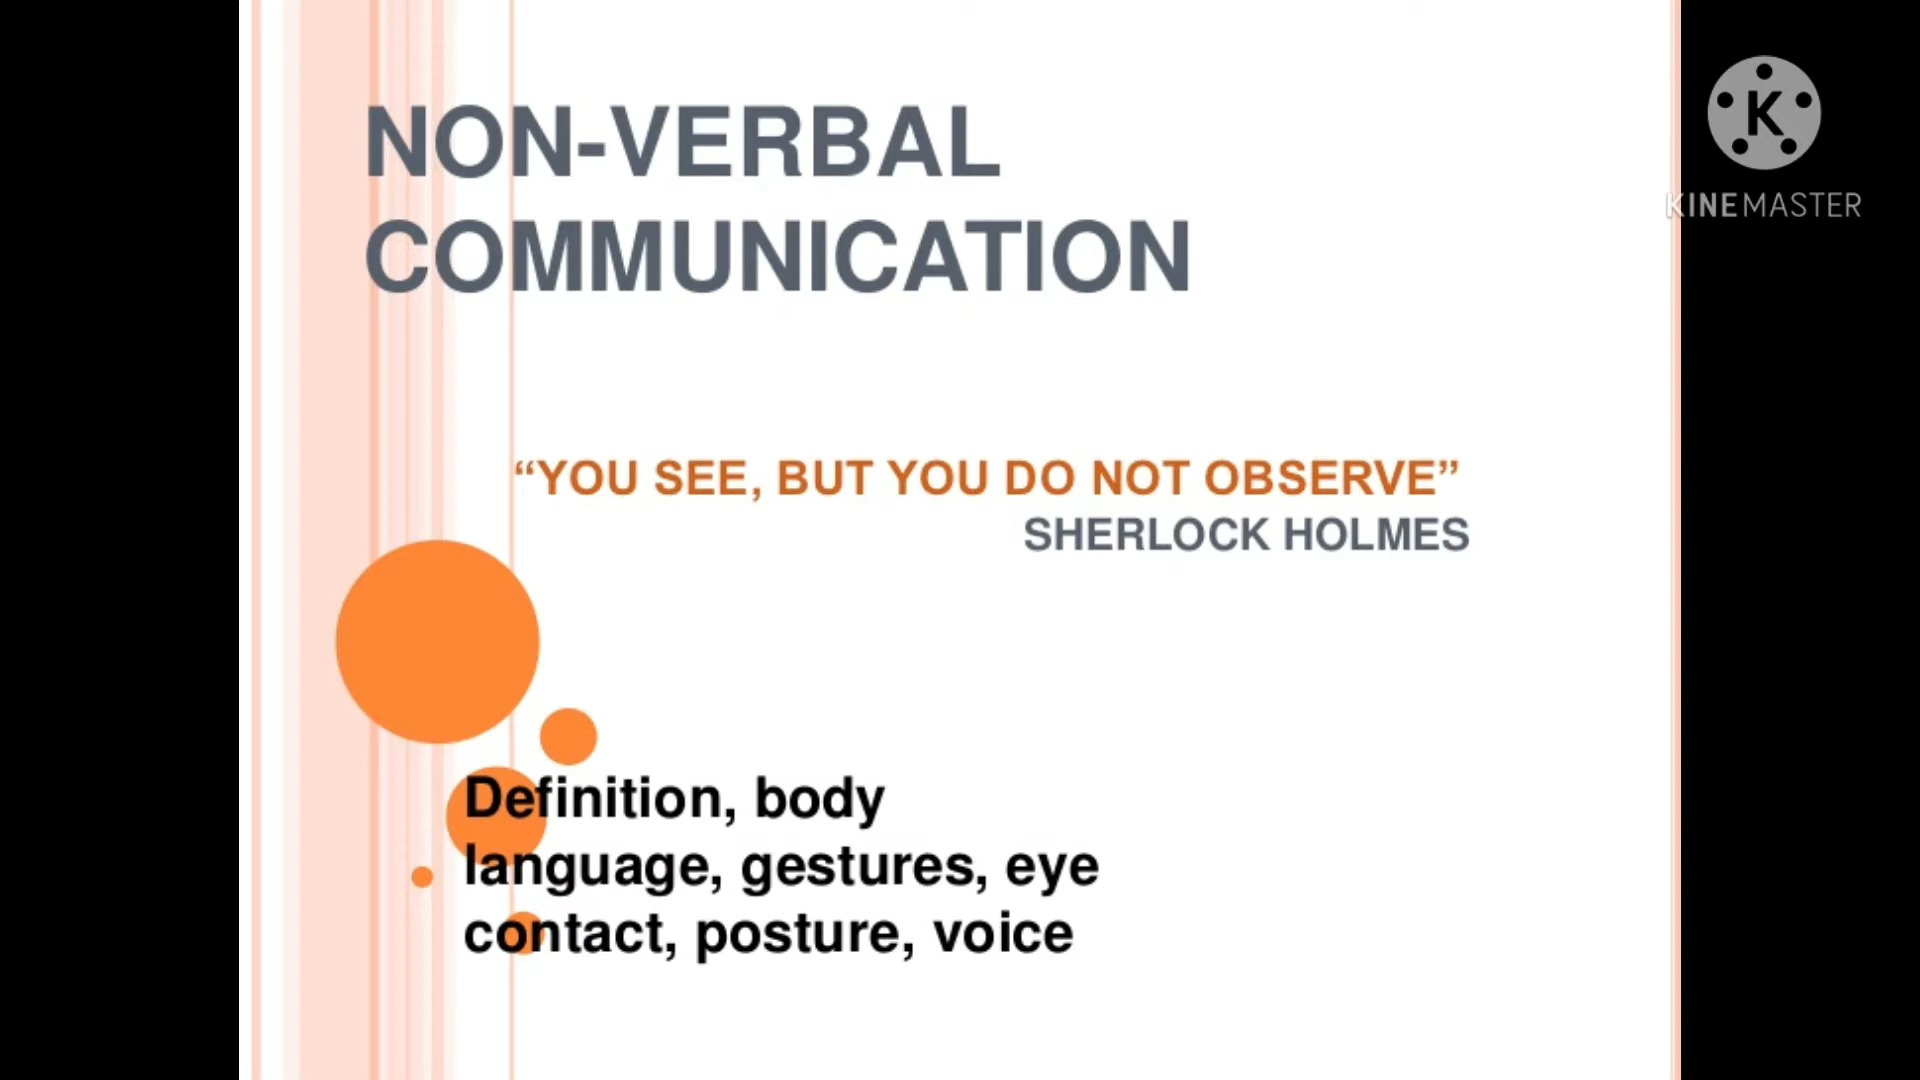 NON-VERBAL
COMMUNICATION
“YOU SEE, BUT YOU DO NOT OBSERVE”
SHERLOCK HOLMES
Definition, body
language, gestures, eye
contact, posture, voice
K
KINEMASTER